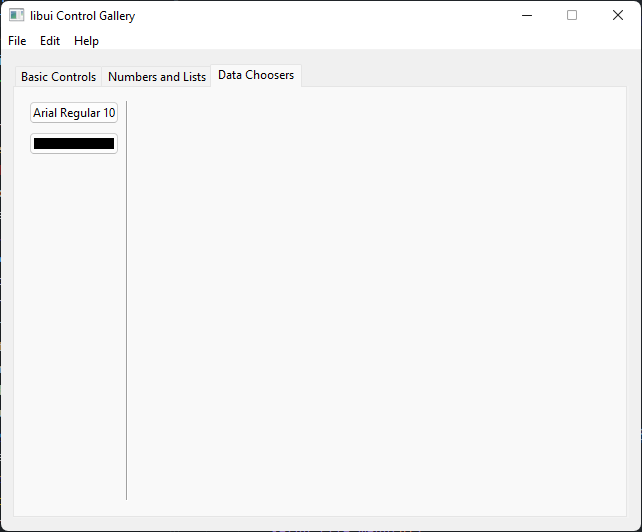 libui Control Gallery
File Edit Help
Basic Controls Numbers and Lists Data Choosers
Arial Regular 10